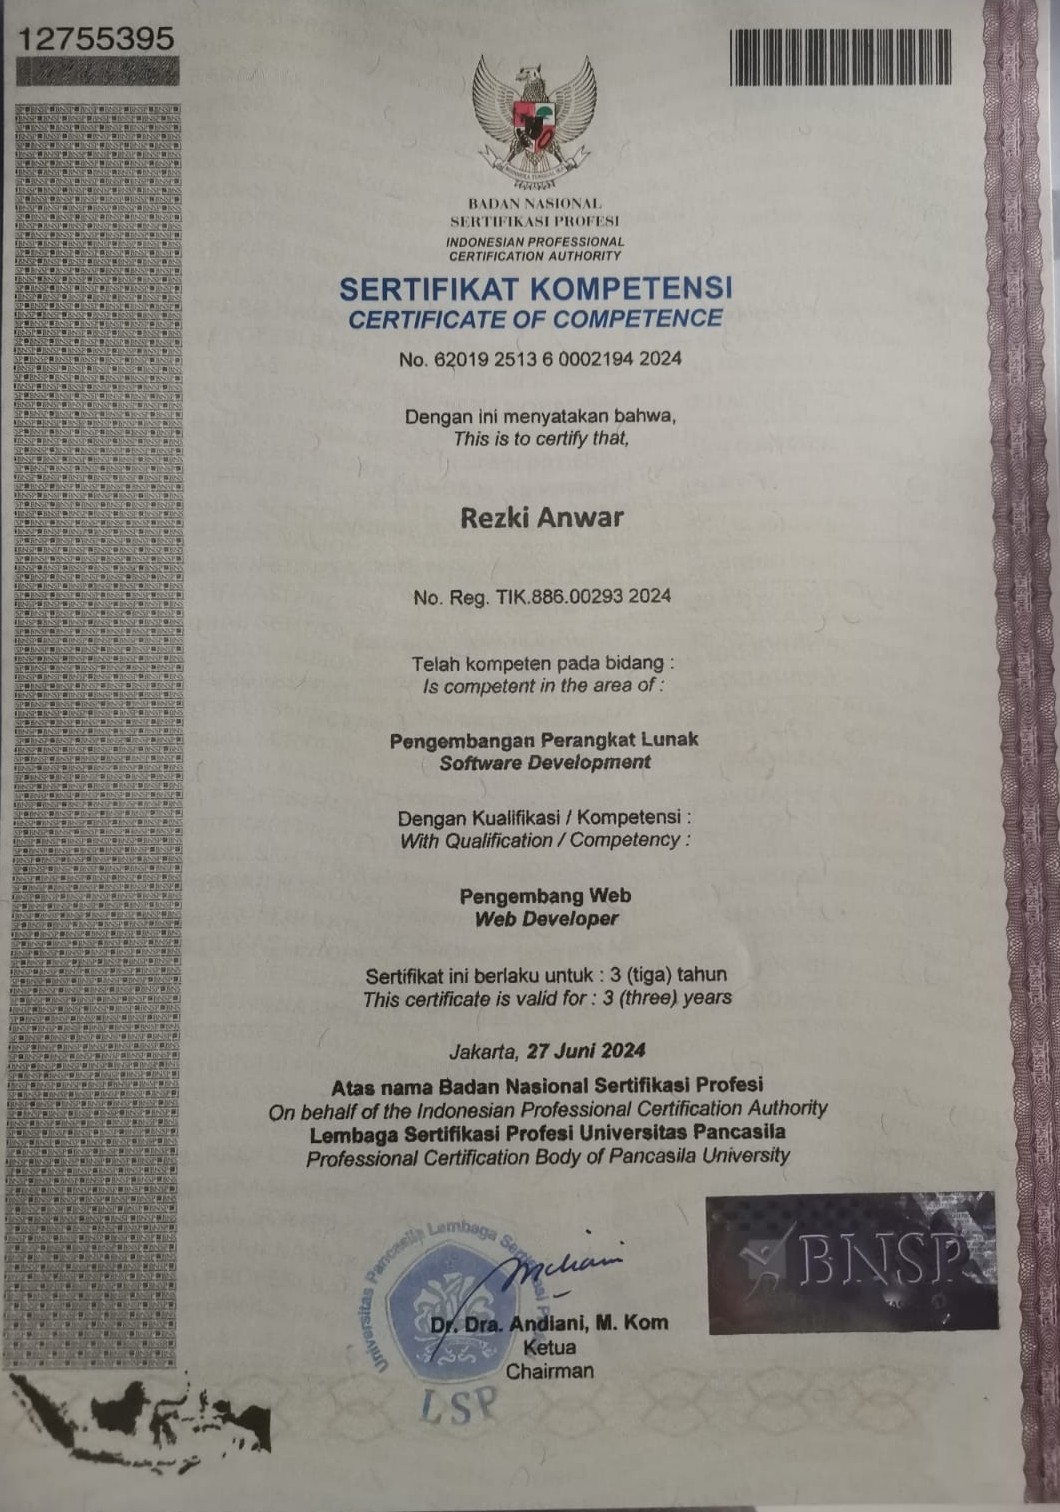 12755395
BADAN NASIONAL
SERTIFIKASI PROFESI
INDONESIAN PROFESSIONAL
CERTIFICATION AUTHORITY
SERTIFIKAT KOMPETENSI
CERTIFICATE OF COMPETENCE
No. 62019 2513 6 0002194 2024
Dengan ini menyatakan bahwa,
This is to certify that,
Rezki Anwar
No. Reg. TIK.886.00293 2024
Telah kompeten pada bidang :
Is competent in the area of :
Pengembangan Perangkat Lunak
Software Development
Dengan Kualifikasi / Kompetensi :
With Qualification / Competency :
Pengembang Web
Web Developer
Sertifikat ini berlaku untuk : 3 (tiga) tahun
This certificate is valid for : 3 (three) years
Jakarta, 27 Juni 2024
Atas nama Badan Nasional Sertifikasi Profesi
On behalf of the Indonesian Professional Certification Authority
Lembaga Sertifikasi Profesi Universitas Pancasila
Professional Certification Body of Pancasila University
Universitas Pancasila Lembaga
BNSP
Dr. Dra. Andiani, M. Kom
Ketua
Chairman
LSP